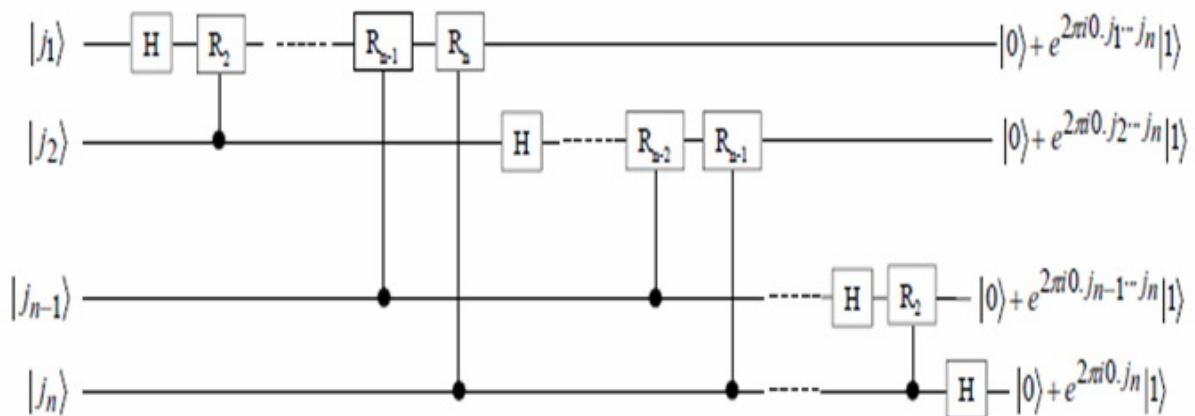 |j₁⟩ H R₂ Rₙ₋₁ Rₙ |0⟩ + e^{2πi0.j₁...jₙ}|1⟩
|j₂⟩ H Rₙ₋₂ Rₙ₋₁ |0⟩ + e^{2πi0.j₂...jₙ}|1⟩
|jₙ₋₁⟩ H R₂ |0⟩ + e^{2πi0.jₙ₋₁...jₙ}|1⟩
|jₙ⟩ H |0⟩ + e^{2πi0.jₙ}|1⟩